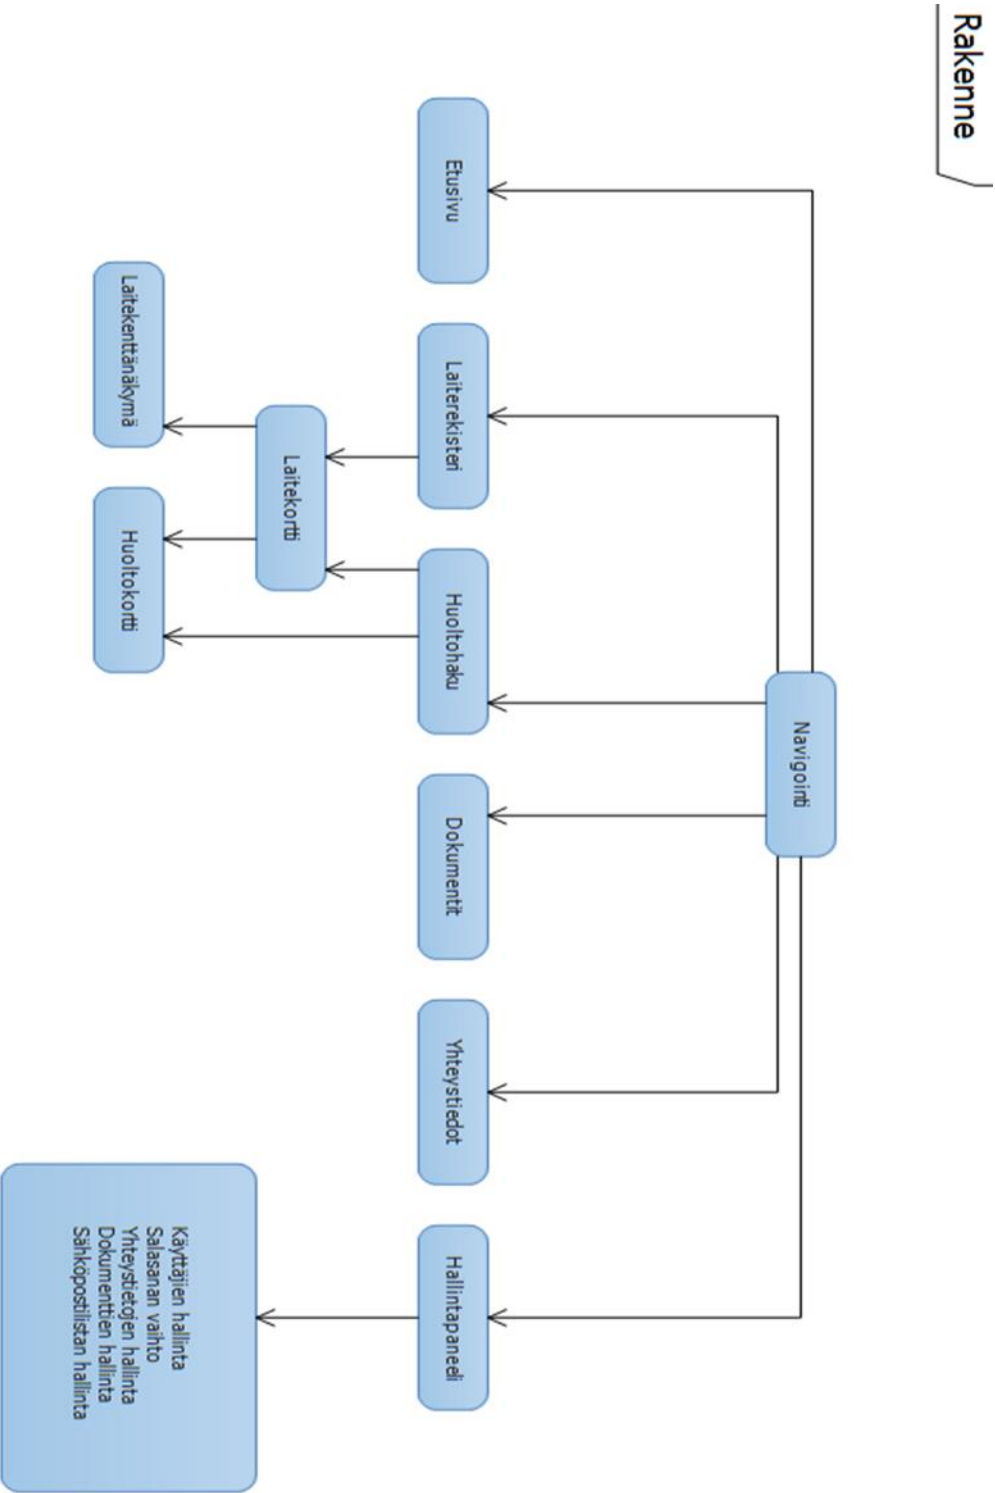 Rakenne
Navigointi
Etusivu
Laiterekisteri
Huoltohaku
Dokumentit
Yhteystiedot
Hallintapaneeli
Laitekortti
Laitekenttänäkymä
Huoltokortti
Käyttäjien hallinta
Salasanan vaihto
Yhteystietojen hallinta
Dokumenttien hallinta
Sähköpostilistan hallinta